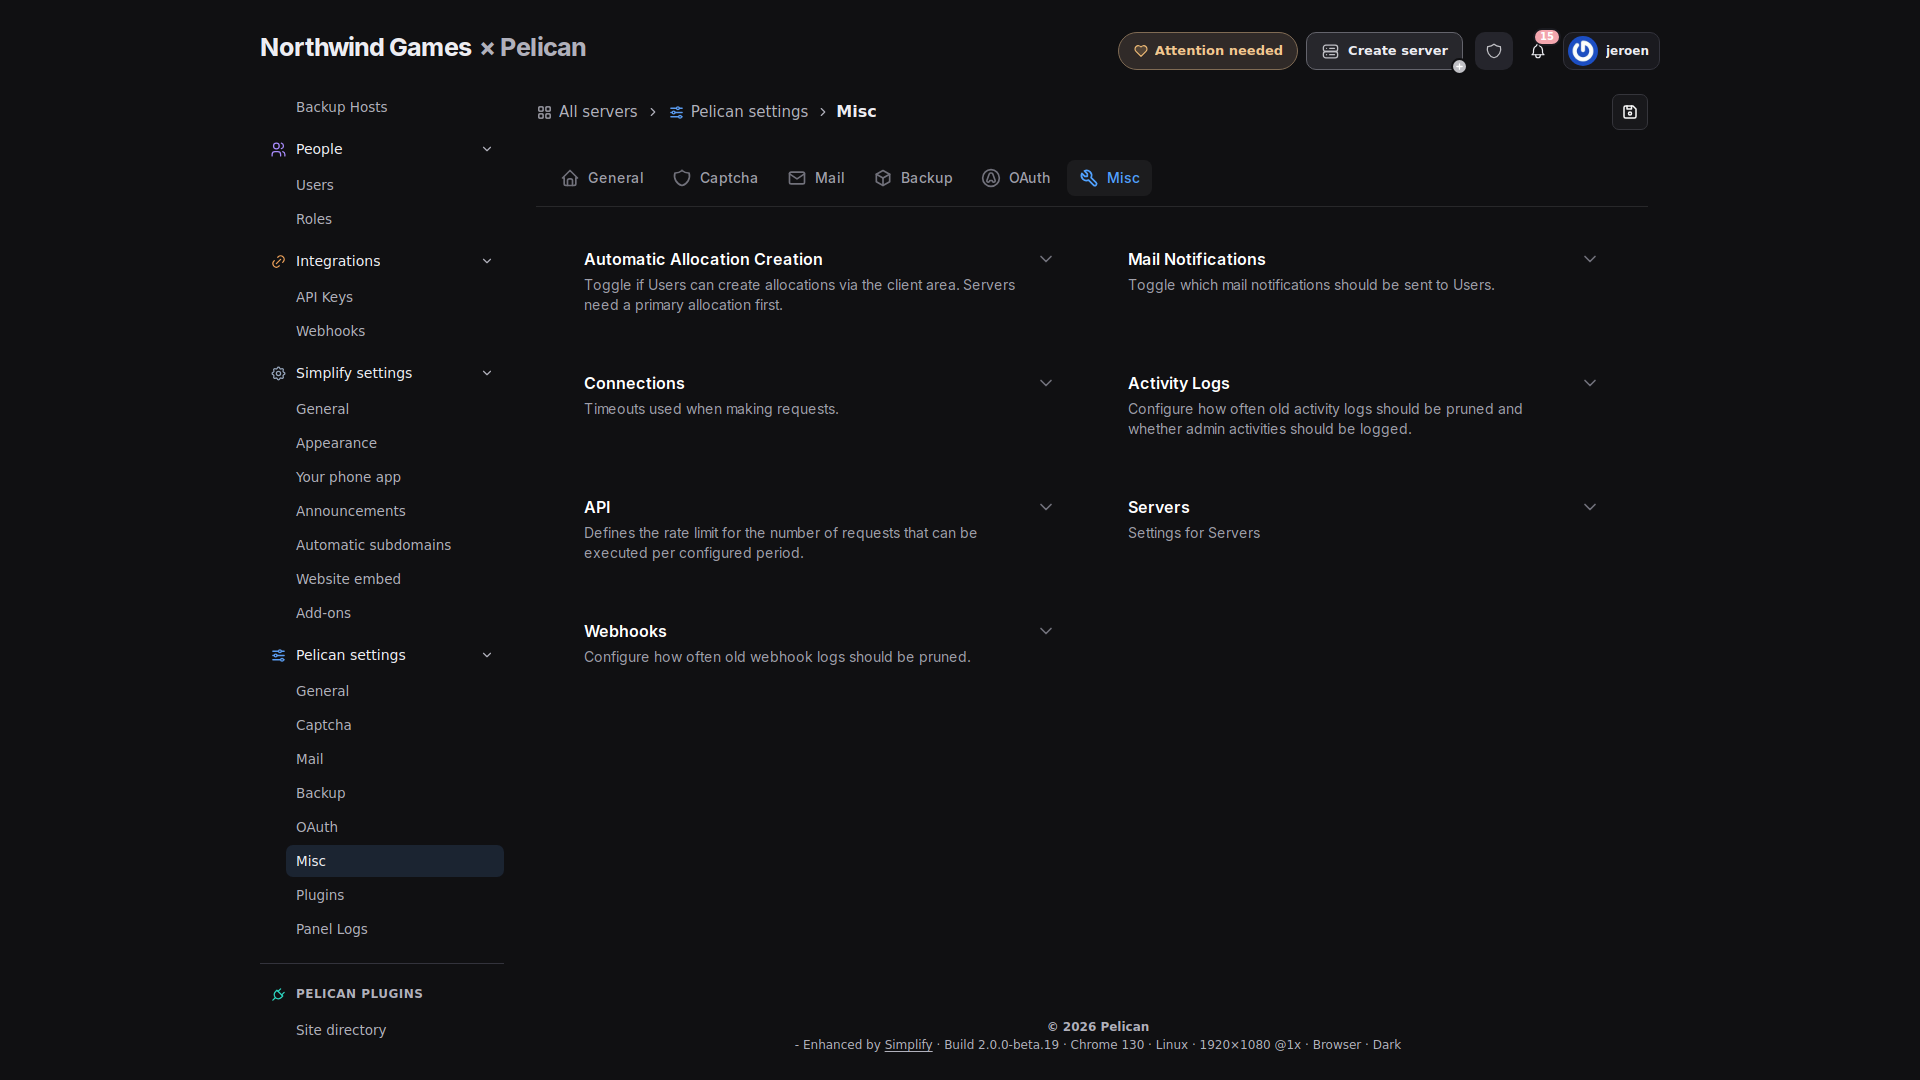 Northwind Games × Pelican
Attention needed
Create server
15
jeroen
Backup Hosts
People
Users
Roles
Integrations
API Keys
Webhooks
Simplify settings
General
Appearance
Your phone app
Announcements
Automatic subdomains
Website embed
Add-ons
Pelican settings
General
Captcha
Mail
Backup
OAuth
Misc
Plugins
Panel Logs
PELICAN PLUGINS
Site directory
All servers > Pelican settings > Misc
General
Captcha
Mail
Backup
OAuth
Misc
Automatic Allocation Creation
Toggle if Users can create allocations via the client area. Servers
need a primary allocation first.
Mail Notifications
Toggle which mail notifications should be sent to Users.
Connections
Timeouts used when making requests.
Activity Logs
Configure how often old activity logs should be pruned and
whether admin activities should be logged.
API
Defines the rate limit for the number of requests that can be
executed per configured period.
Servers
Settings for Servers
Webhooks
Configure how often old webhook logs should be pruned.
© 2026 Pelican
- Enhanced by Simplify · Build 2.0.0-beta.19 · Chrome 130 · Linux · 1920×1080 @1x · Browser · Dark